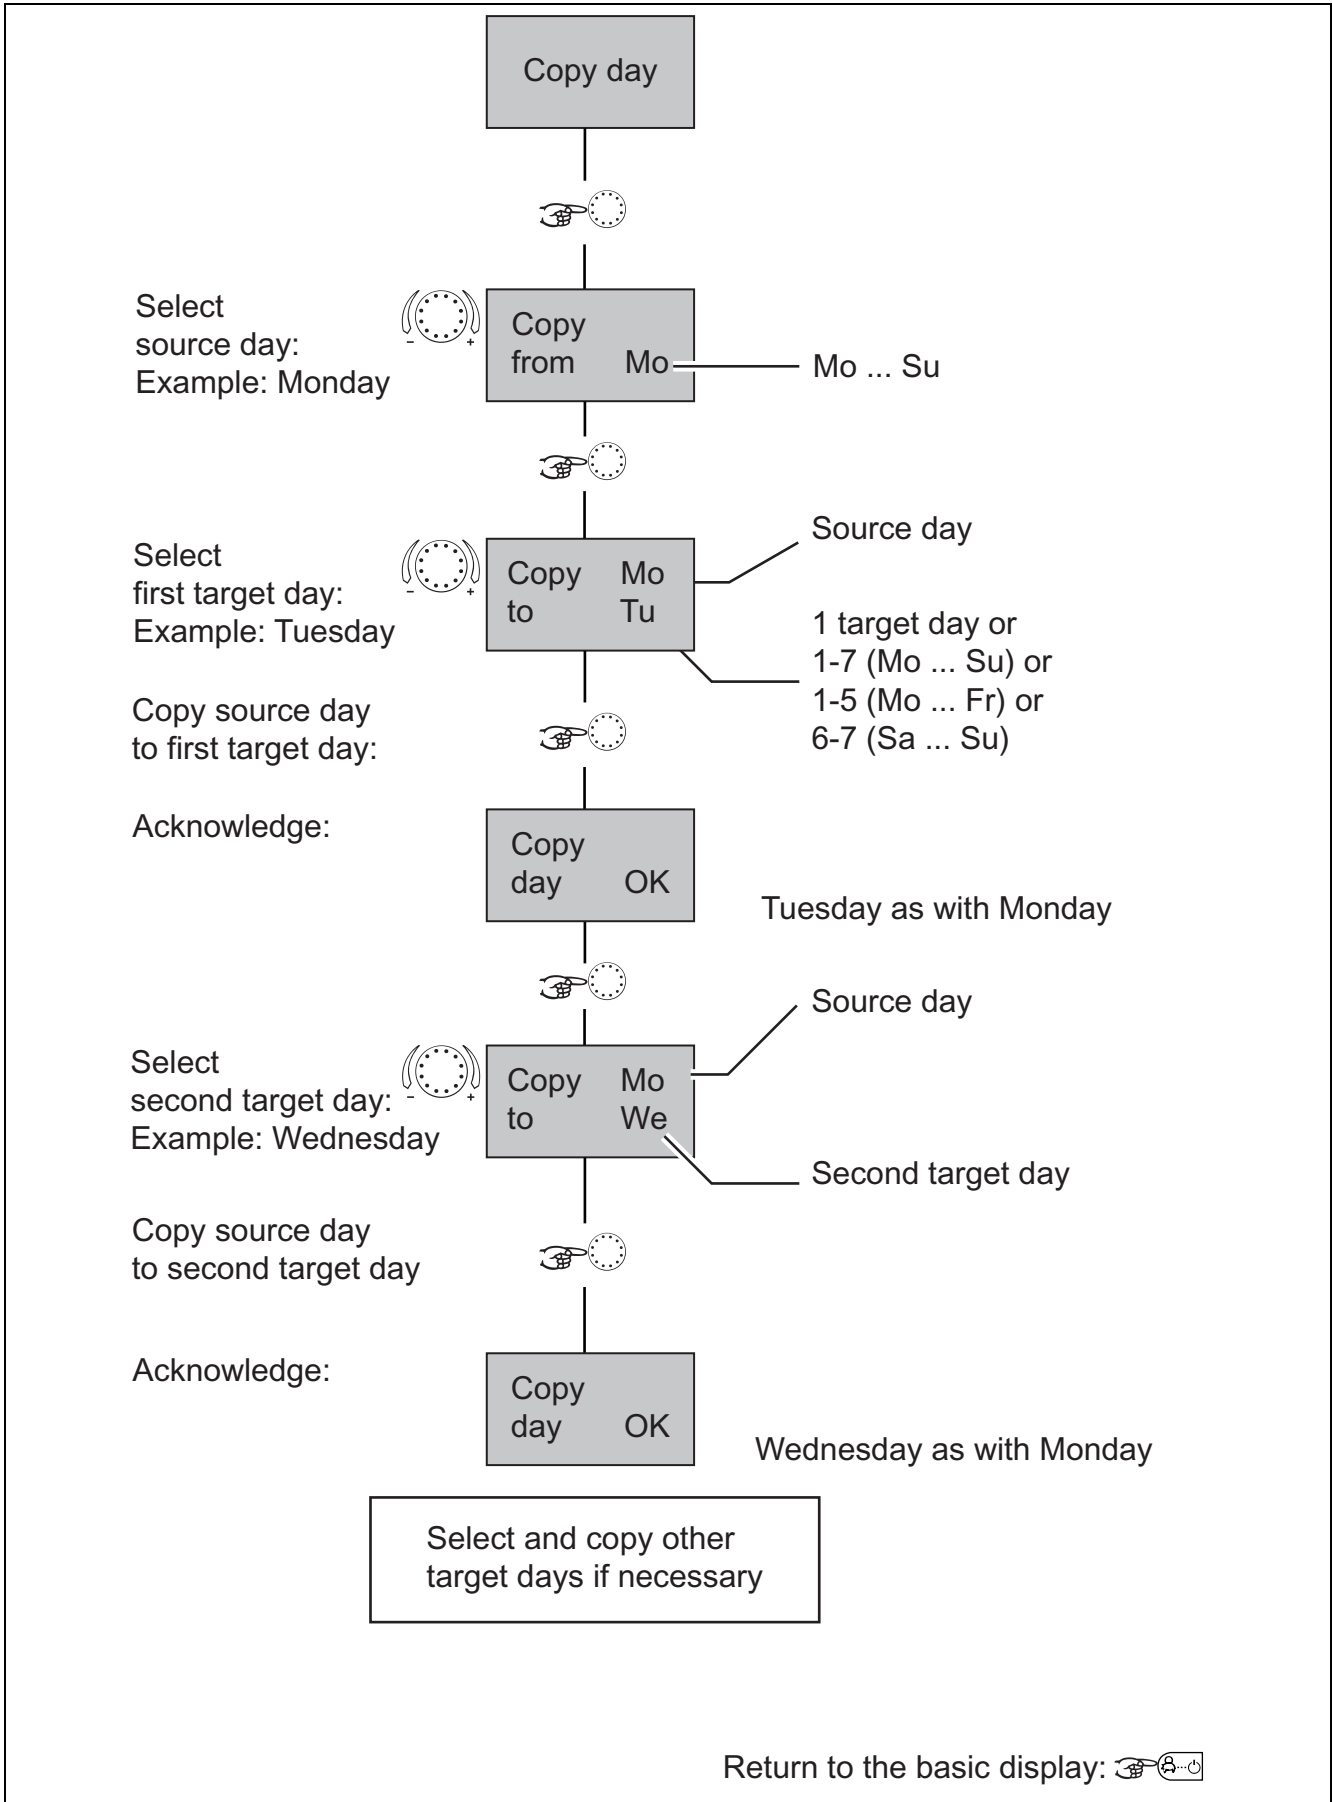 Copy day
Select
source day:
Example: Monday
- +
Copy
from Mo
Mo ... Su
Select
first target day:
Example: Tuesday
- +
Copy Mo
to Tu
Source day
1 target day or
1-7 (Mo ... Su) or
1-5 (Mo ... Fr) or
6-7 (Sa ... Su)
Copy source day
to first target day:
Acknowledge:
Copy
day OK
Tuesday as with Monday
Select
second target day:
Example: Wednesday
- +
Copy Mo
to We
Source day
Second target day
Copy source day
to second target day
Acknowledge:
Copy
day OK
Wednesday as with Monday
Select and copy other
target days if necessary
Return to the basic display: